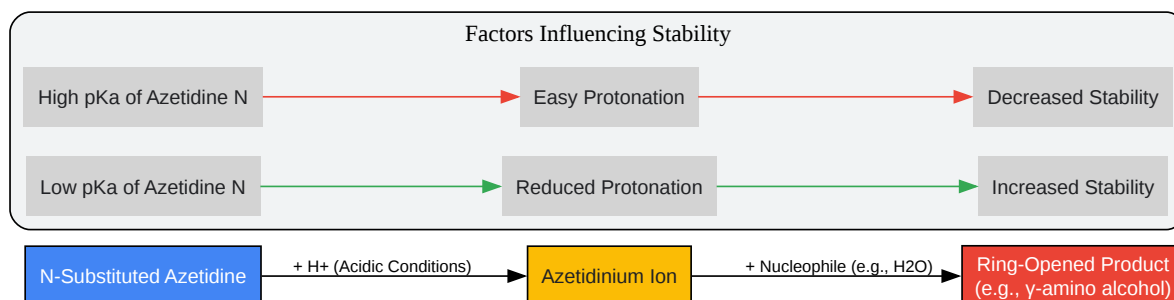 Factors Influencing Stability
High pKa of Azetidine N
Easy Protonation
Decreased Stability
Low pKa of Azetidine N
Reduced Protonation
Increased Stability
N-Substituted Azetidine
+ H+ (Acidic Conditions)
Azetidinium Ion
+ Nucleophile (e.g., H2O)
Ring-Opened Product
(e.g., γ-amino alcohol)